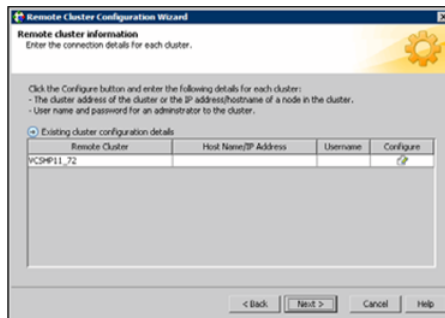 Remote Cluster Configuration Wizard
Remote cluster information
Enter the connection details for each cluster.
Click the Configure button and enter the following details for each cluster:
- The cluster address of the cluster or the IP address/hostname of a node in the cluster.
- User name and password for an adminstrator to the cluster.
Existing cluster configuration details
Remote Cluster Host Name/IP Address Username Configure
VCSHP11_72
< Back Next > Cancel Help